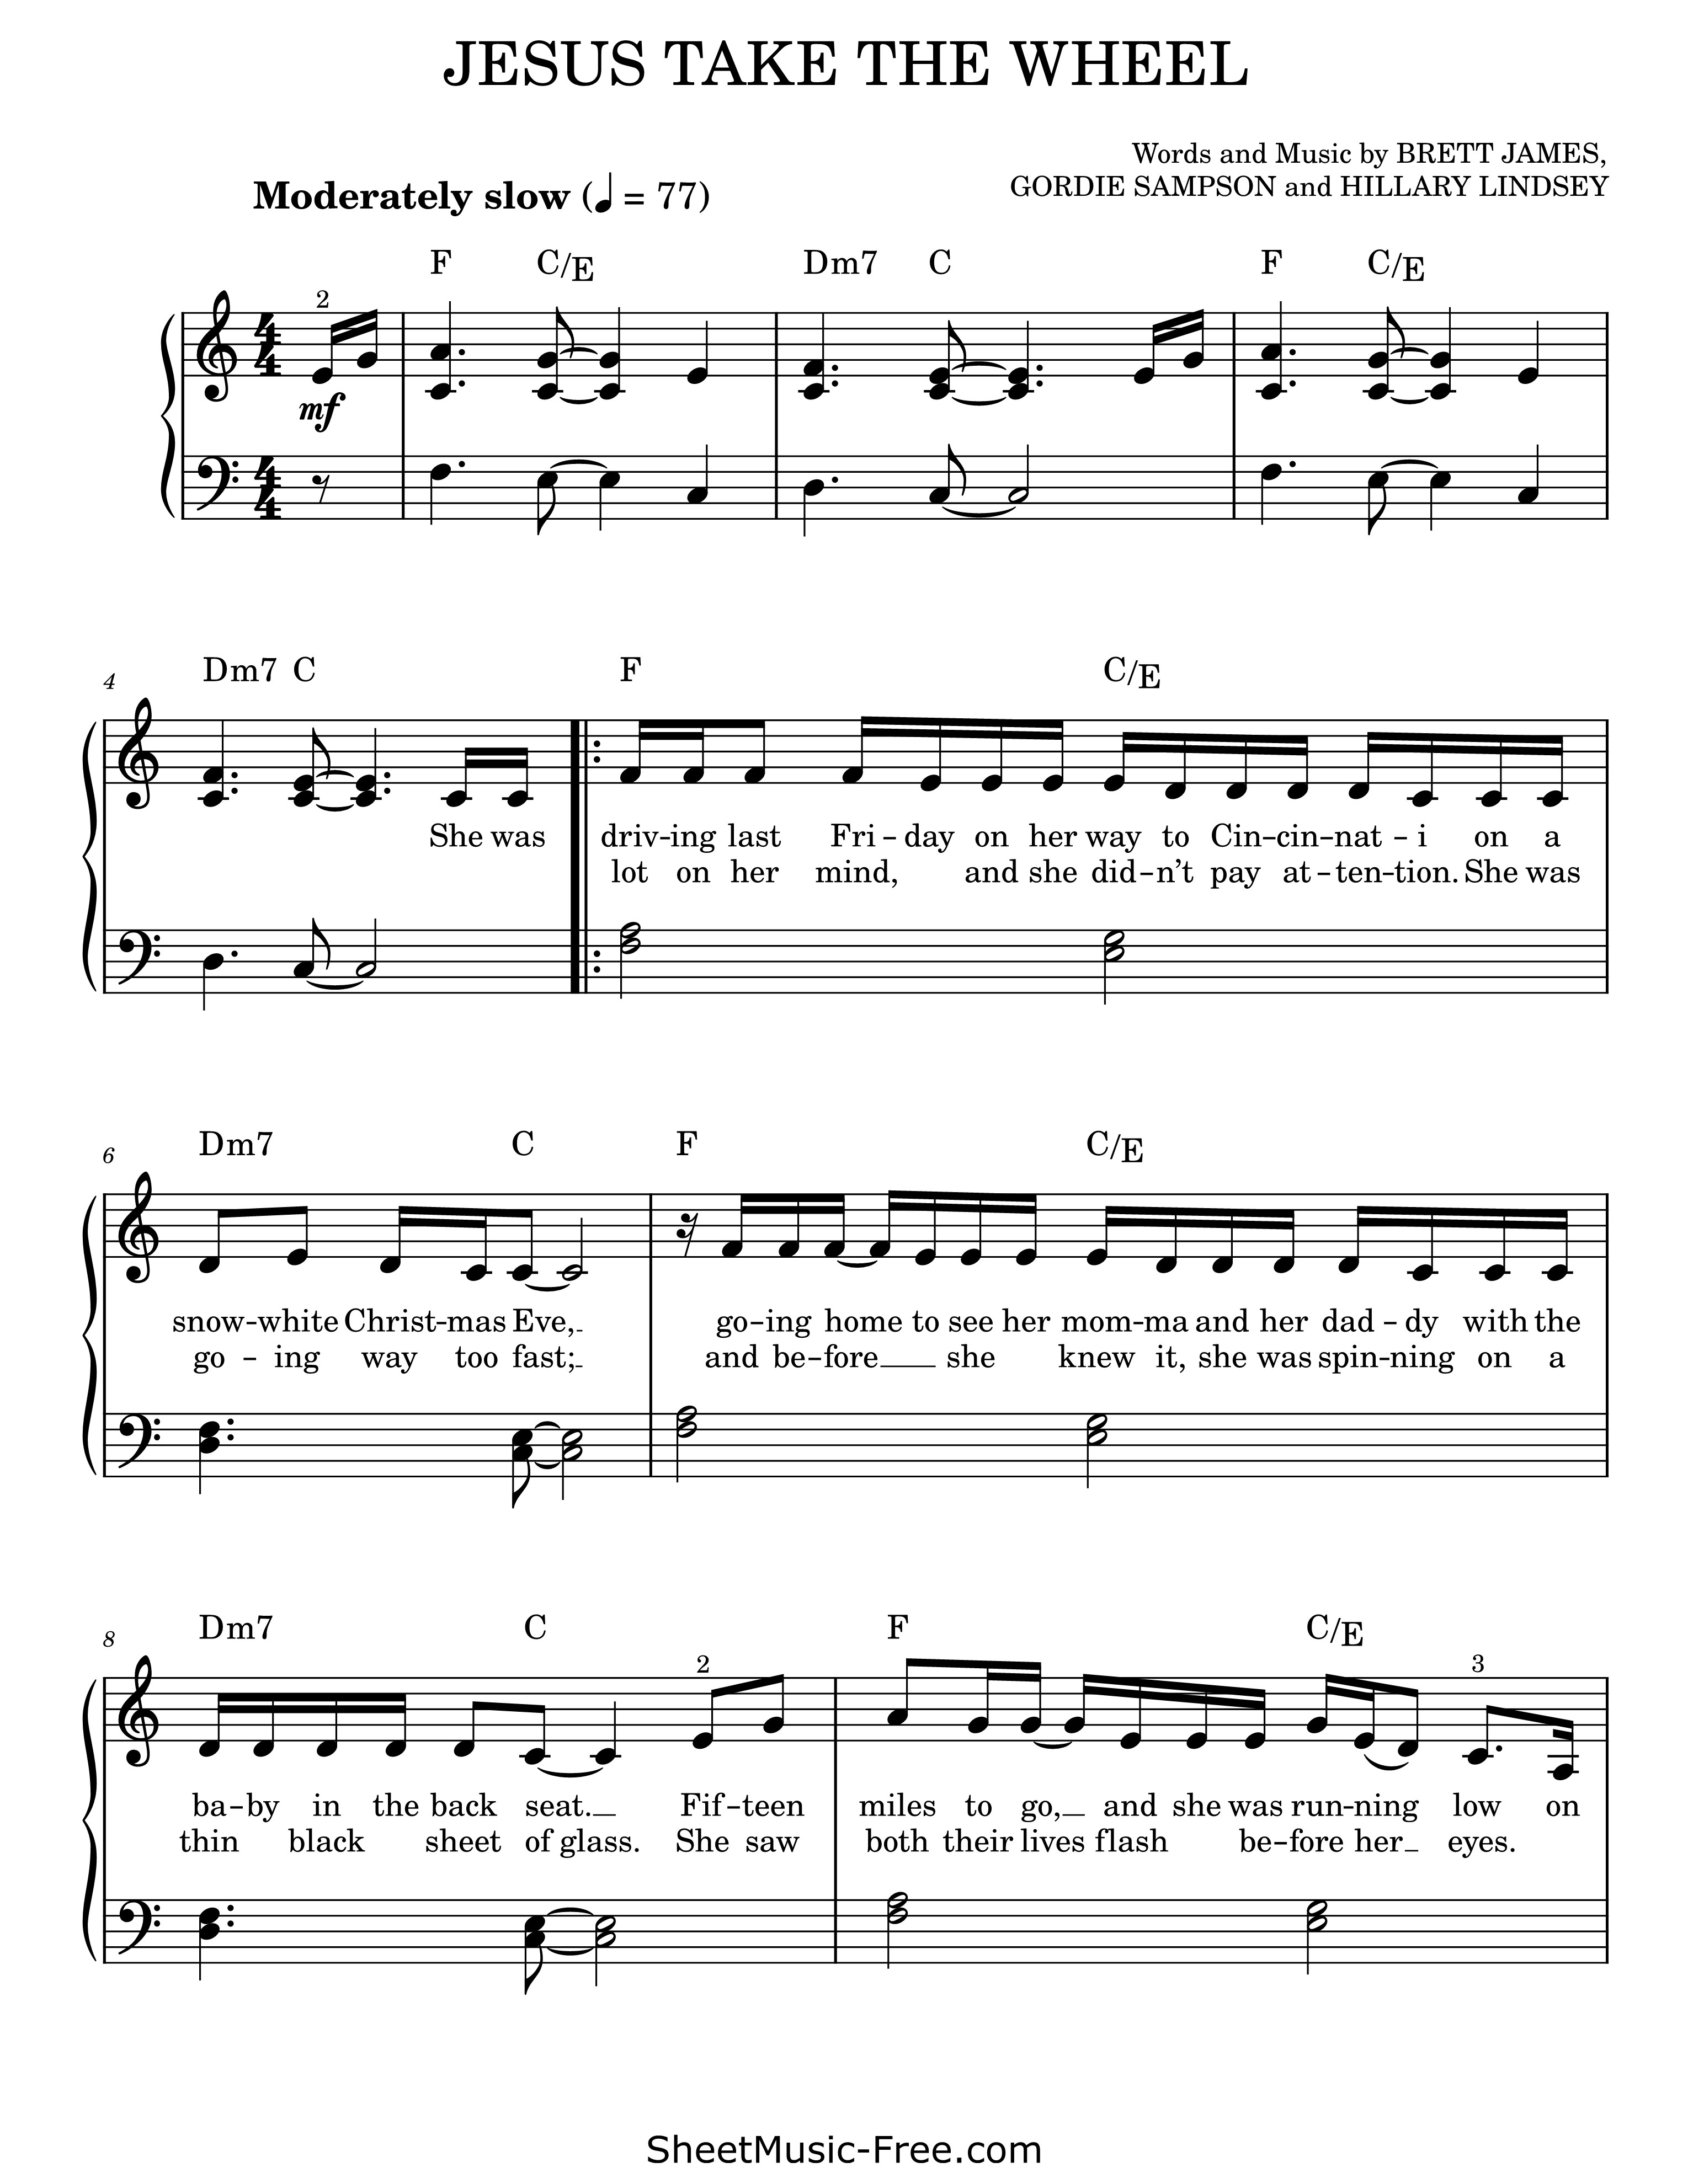 JESUS TAKE THE WHEEL
Words and Music by BRETT JAMES,
GORDIE SAMPSON and HILLARY LINDSEY
Moderately slow (♩ = 77)
F C/E Dm7 C F C/E
2
4 4
mf
4 4
Dm7 C F C/E
4
She was driv-ing last Fri-day on her way to Cin-cin-nat-i on a
lot on her mind, and she did-n’t pay at-ten-tion. She was
Dm7 C F C/E
6
snow-white Christ-mas Eve, go-ing home to see her mom-ma and her dad-dy with the
go-ing way too fast; and be-fore she knew it, she was spin-ning on a
Dm7 C F C/E
8
2 3
ba-by in the back seat. Fif-teen miles to go, and she was run-ning low on
thin black sheet of glass. She saw both their lives flash be-fore her eyes.
SheetMusic-Free.com